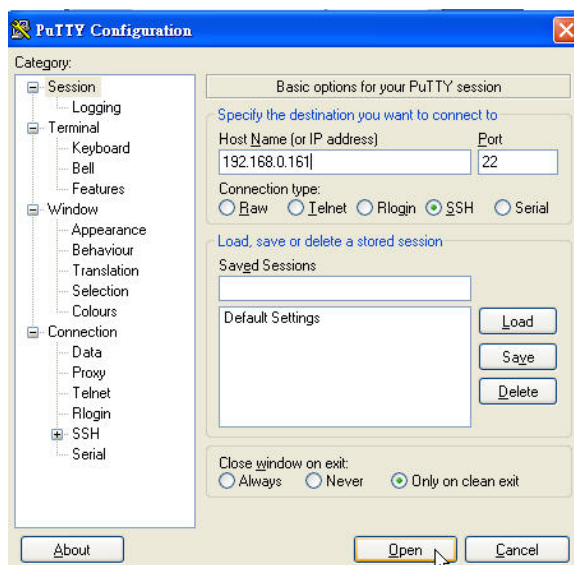 PuTTY Configuration
Category:
Session
Logging
Terminal
Keyboard
Bell
Features
Window
Appearance
Behaviour
Translation
Selection
Colours
Connection
Data
Proxy
Telnet
Rlogin
SSH
Serial
Basic options for your PuTTY session
Specify the destination you want to connect to
Host Name (or IP address) Port
192.168.0.161 22
Connection type:
Raw Telnet Rlogin SSH Serial
Load, save or delete a stored session
Saved Sessions
Default Settings
Load
Save
Delete
Close window on exit:
Always Never Only on clean exit
About Open Cancel